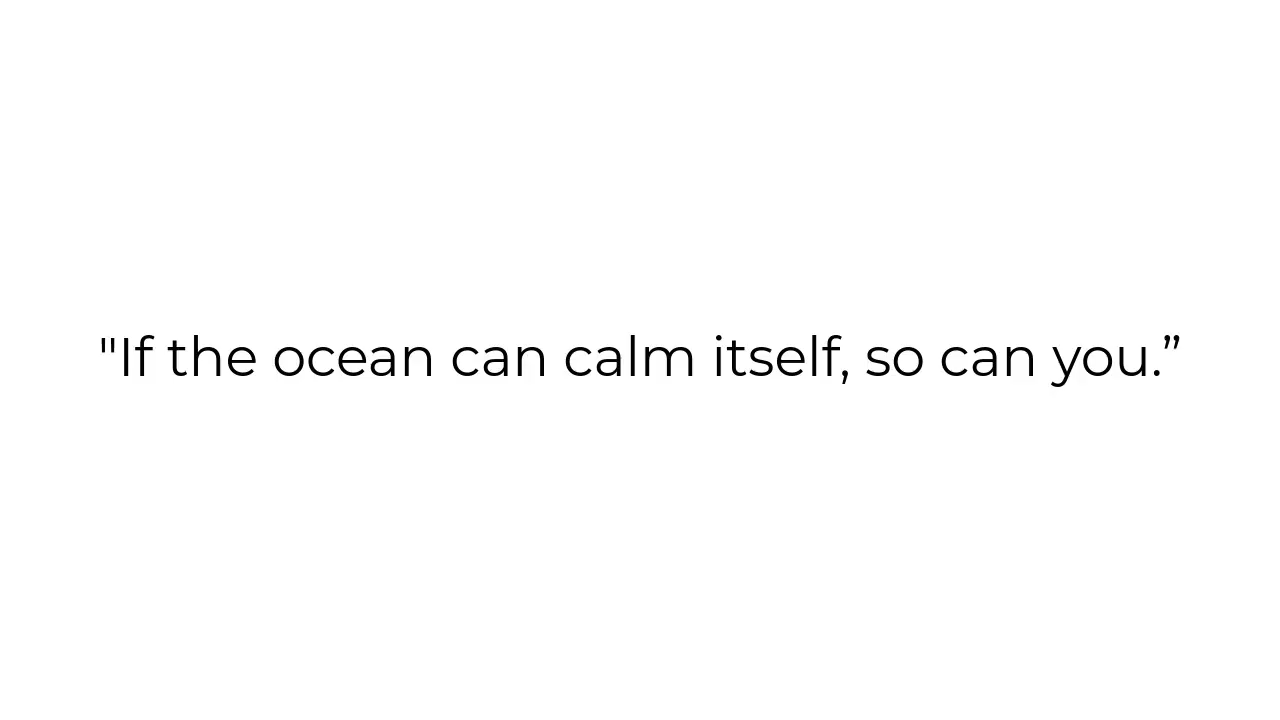 "If the ocean can calm itself, so can you.”